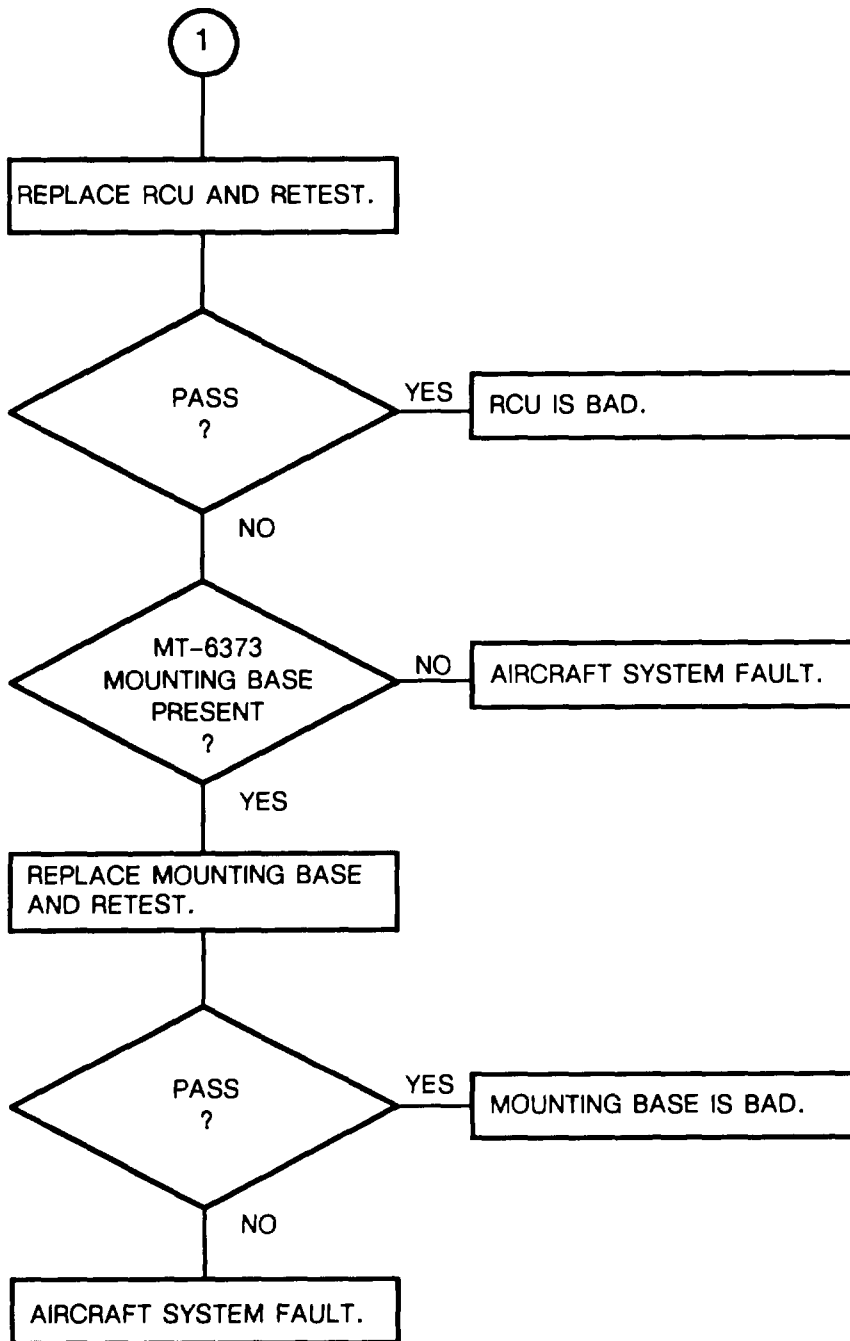 1
REPLACE RCU AND RETEST.
PASS
?
YES
RCU IS BAD.
NO
MT-6373
MOUNTING BASE
PRESENT
?
NO
AIRCRAFT SYSTEM FAULT.
YES
REPLACE MOUNTING BASE
AND RETEST.
PASS
?
YES
MOUNTING BASE IS BAD.
NO
AIRCRAFT SYSTEM FAULT.